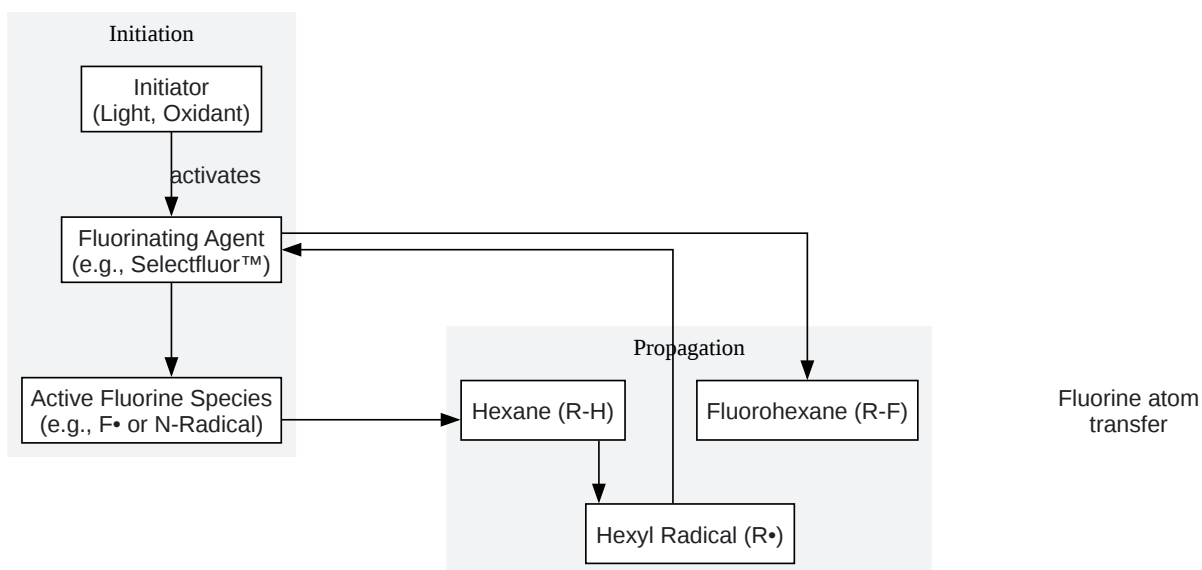 Initiation
Initiator
(Light, Oxidant)
activates
Fluorinating Agent
(e.g., Selectfluor™)
Active Fluorine Species
(e.g., F• or N-Radical)
Propagation
Hexane (R-H)
Fluorohexane (R-F)
Hexyl Radical (R•)
Fluorine atom
transfer